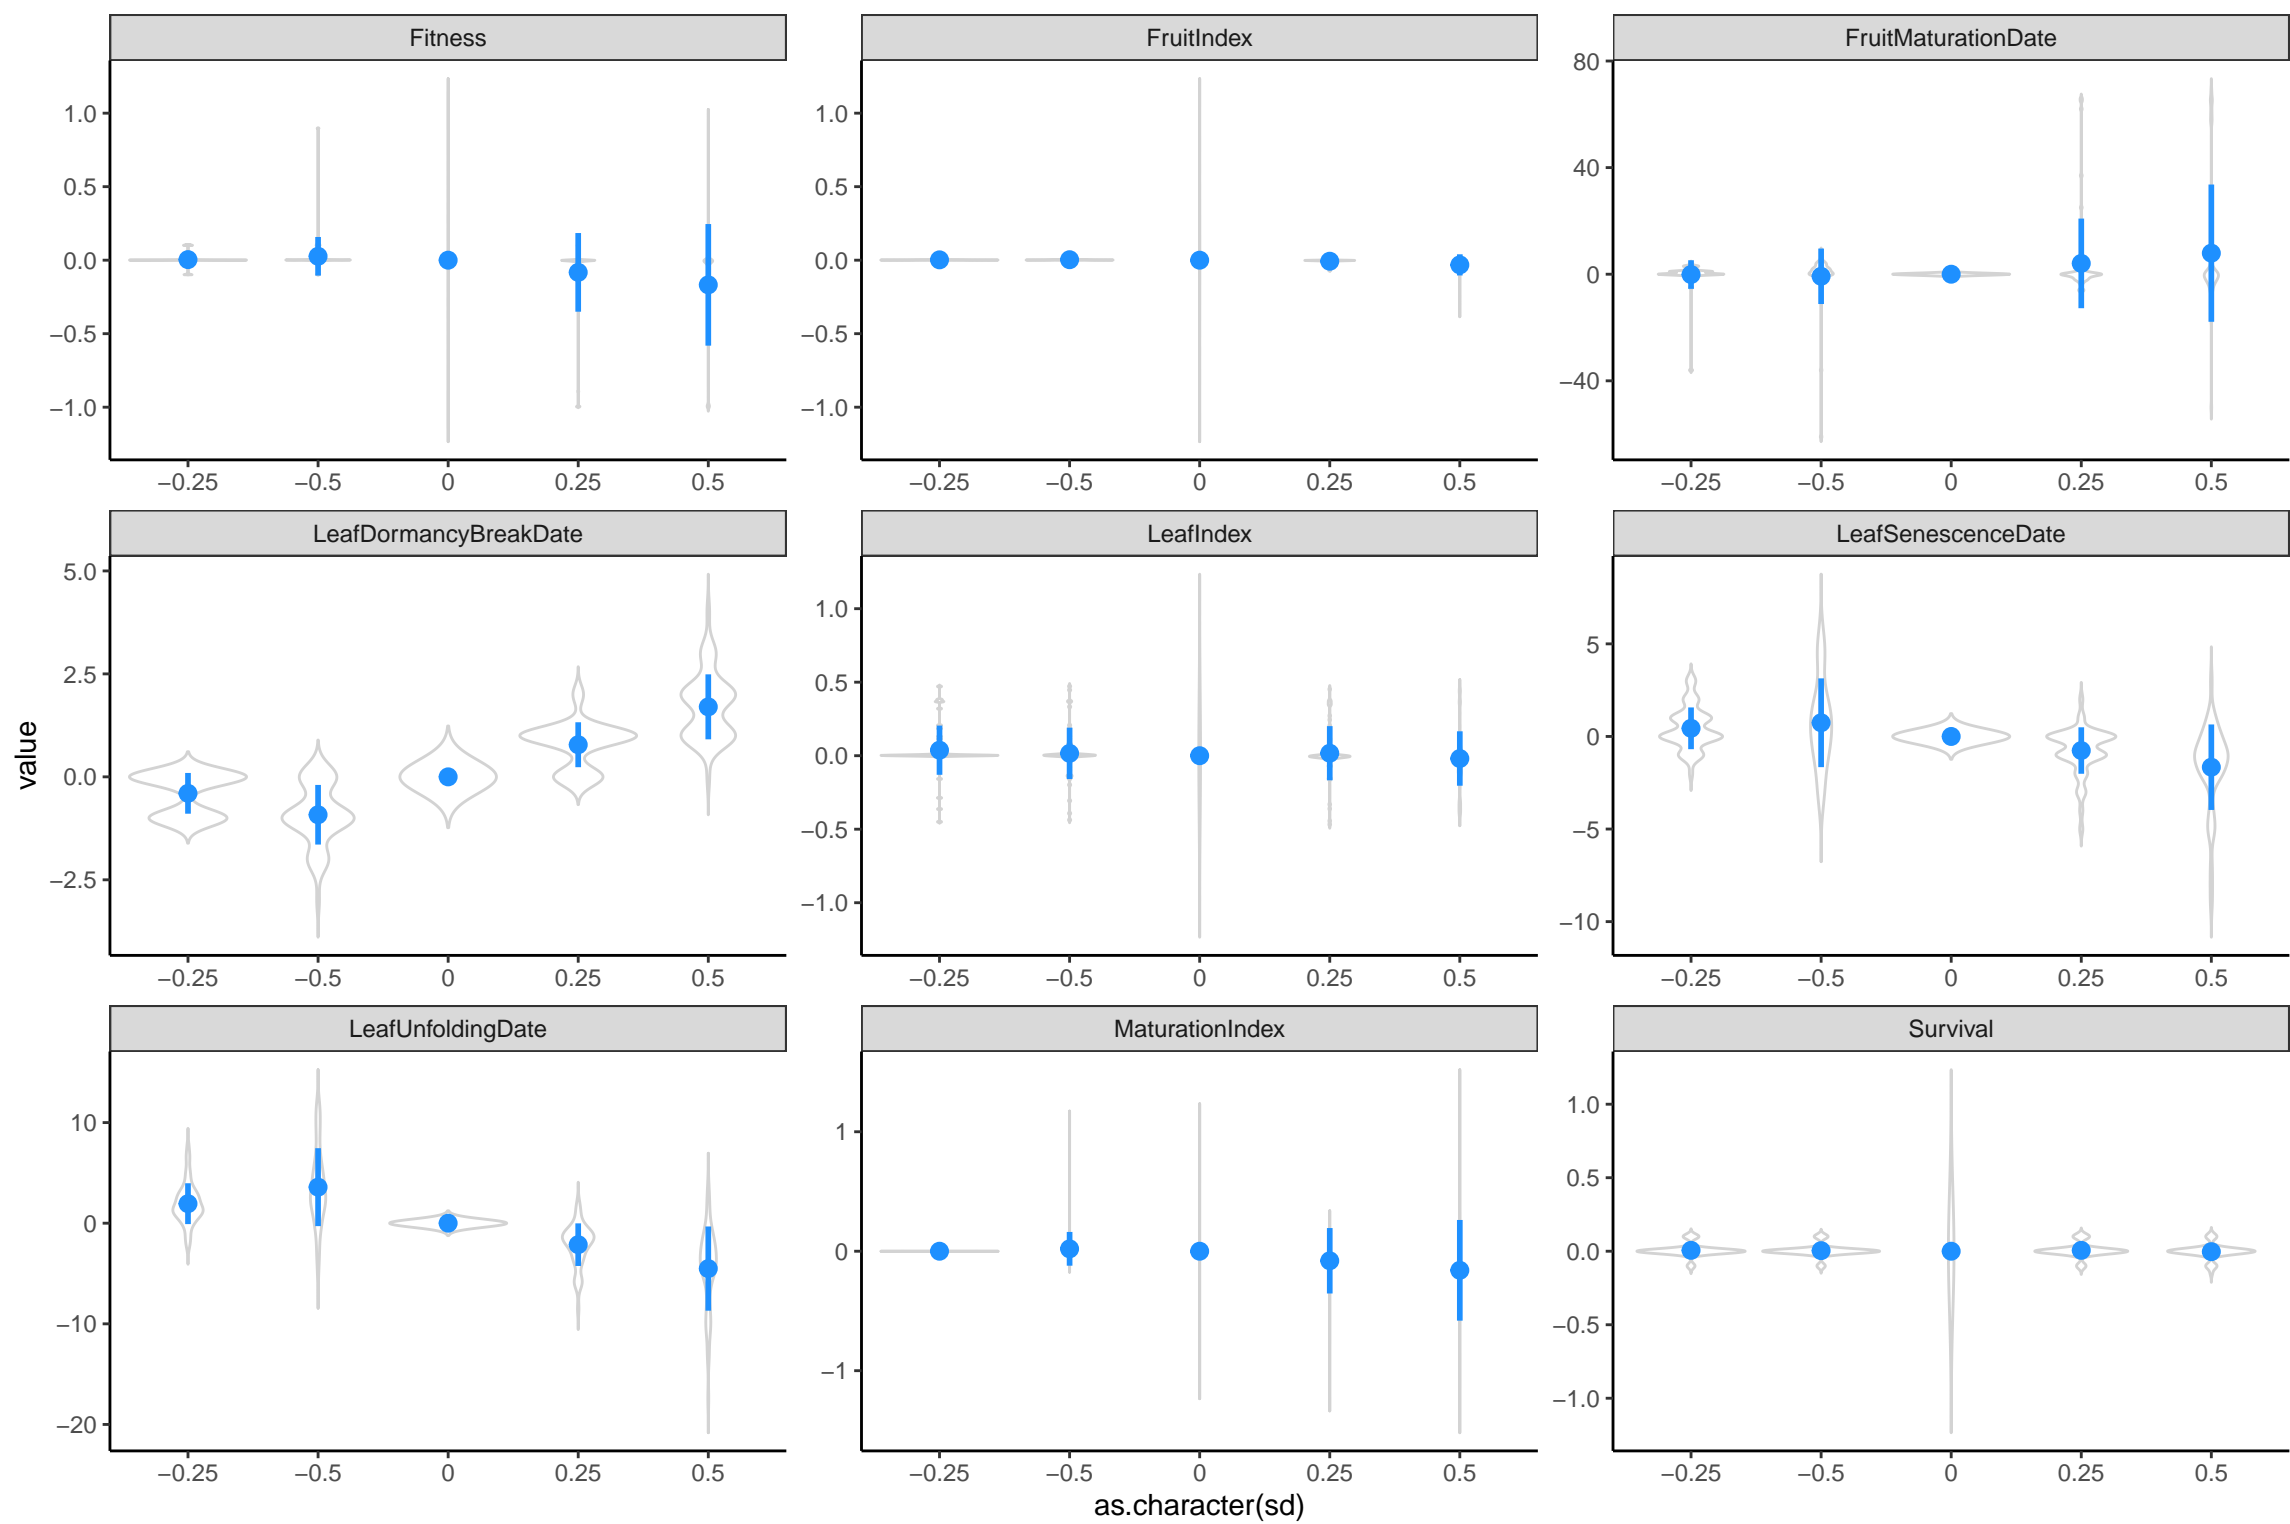 Fitness FruitIndex FruitMaturationDate
1.0
0.5
0.0
−0.5
−1.0
−0.25 −0.5 0 0.25 0.5
1.0
0.5
0.0
−0.5
−1.0
−0.25 −0.5 0 0.25 0.5
80
40
0
−40
−0.25 −0.5 0 0.25 0.5
LeafDormancyBreakDate LeafIndex LeafSenescenceDate
5.0
2.5
0.0
−2.5
−0.25 −0.5 0 0.25 0.5
1.0
0.5
0.0
−0.5
−1.0
−0.25 −0.5 0 0.25 0.5
5
0
−5
−10
−0.25 −0.5 0 0.25 0.5
value
LeafUnfoldingDate MaturationIndex Survival
10
0
−10
−20
−0.25 −0.5 0 0.25 0.5
1
0
−1
−0.25 −0.5 0 0.25 0.5
1.0
0.5
0.0
−0.5
−1.0
−0.25 −0.5 0 0.25 0.5
as.character(sd)